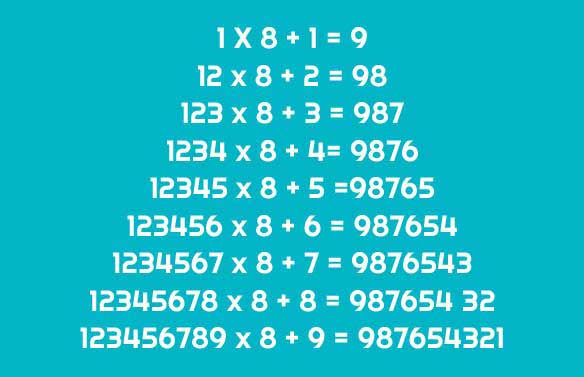 1 X 8 + 1 = 9
12 x 8 + 2 = 98
123 x 8 + 3 = 987
1234 x 8 + 4= 9876
12345 x 8 + 5 =98765
123456 x 8 + 6 = 987654
1234567 x 8 + 7 = 9876543
12345678 x 8 + 8 = 987654 32
123456789 x 8 + 9 = 987654321